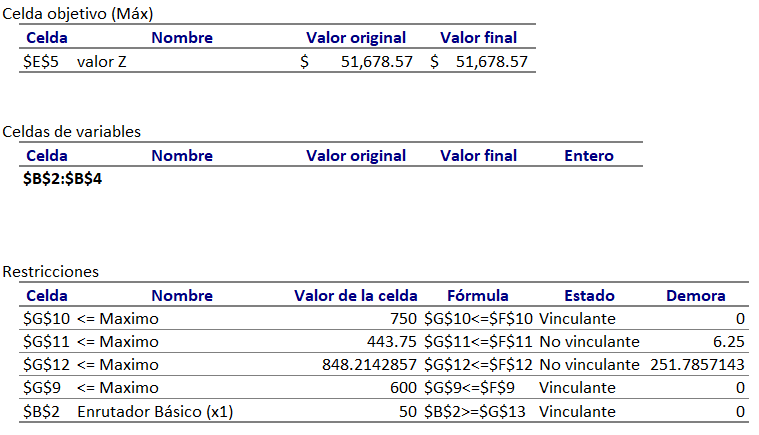 Celda objetivo (Máx)
Celda Nombre Valor original Valor final
$E$5 valor Z $ 51,678.57 $ 51,678.57
Celdas de variables
Celda Nombre Valor original Valor final Entero
$B$2:$B$4
Restricciones
Celda Nombre Valor de la celda Fórmula Estado Demora
$G$10 <= Maximo 750 $G$10<=$F$10 Vinculante 0
$G$11 <= Maximo 443.75 $G$11<=$F$11 No vinculante 6.25
$G$12 <= Maximo 848.2142857 $G$12<=$F$12 No vinculante 251.7857143
$G$9 <= Maximo 600 $G$9<=$F$9 Vinculante 0
$B$2 Enrutador Básico (x1) 50 $B$2>=$G$13 Vinculante 0